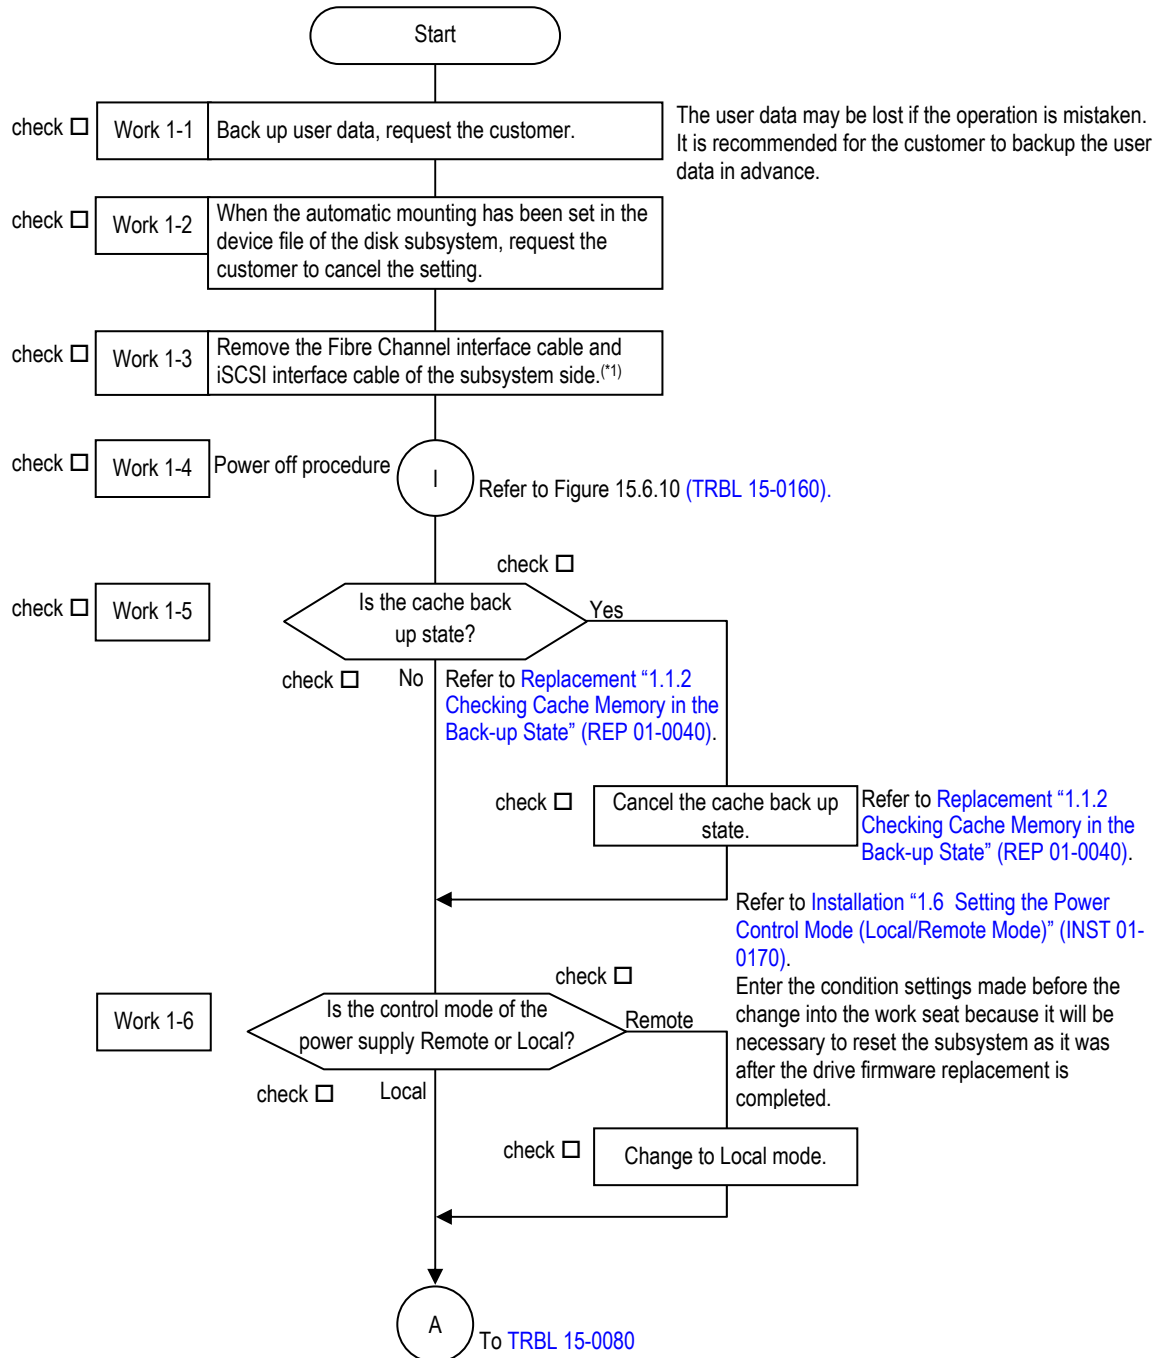 Start
check □
Work 1-1
Back up user data, request the customer.
The user data may be lost if the operation is mistaken.
It is recommended for the customer to backup the user
data in advance.
check □
Work 1-2
When the automatic mounting has been set in the
device file of the disk subsystem, request the
customer to cancel the setting.
check □
Work 1-3
Remove the Fibre Channel interface cable and
iSCSI interface cable of the subsystem side.(*1)
check □
Work 1-4
Power off procedure
I
Refer to Figure 15.6.10 (TRBL 15-0160).
check □
check □
Work 1-5
Is the cache back
up state?
Yes
check □
No
Refer to Replacement “1.1.2
Checking Cache Memory in the
Back-up State” (REP 01-0040).
check □
Cancel the cache back up
state.
Refer to Replacement “1.1.2
Checking Cache Memory in the
Back-up State” (REP 01-0040).
Refer to Installation “1.6 Setting the Power
Control Mode (Local/Remote Mode)” (INST 01-
0170).
Enter the condition settings made before the
change into the work seat because it will be
necessary to reset the subsystem as it was
after the drive firmware replacement is
completed.
check □
Work 1-6
Is the control mode of the
power supply Remote or Local?
Remote
check □
Local
check □
Change to Local mode.
A
To TRBL 15-0080